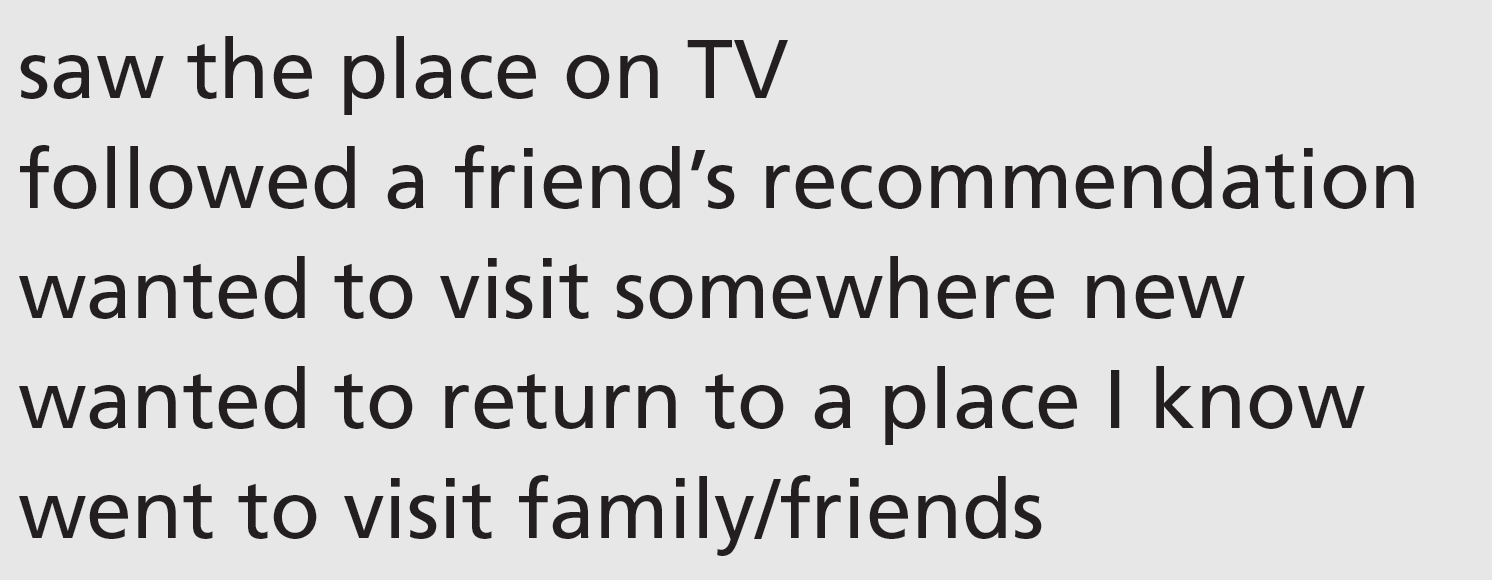 saw the place on TV
followed a friend’s recommendation
wanted to visit somewhere new
wanted to return to a place I know
went to visit family/friends